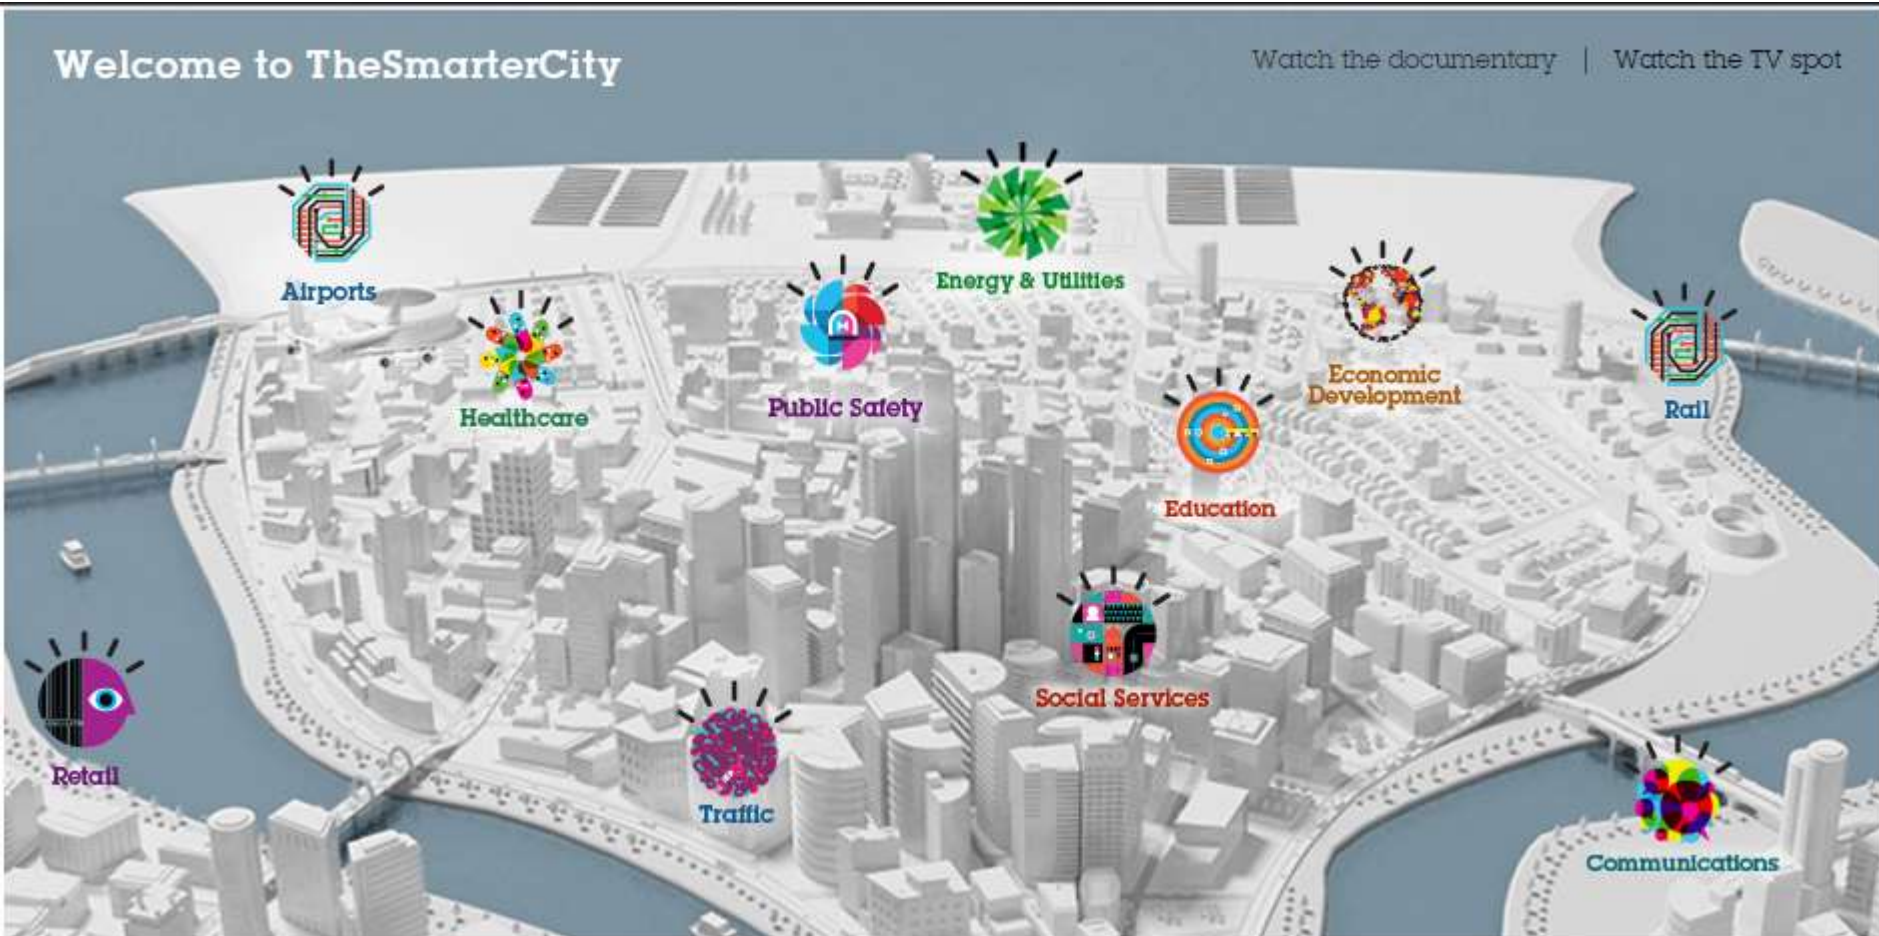 Welcome to TheSmarterCity
Watch the documentary | Watch the TV spot
Airports
Energy & Utilities
Healthcare
Public Safety
Economic
Development
Rail
Education
Social Services
Retail
Traffic
Communications